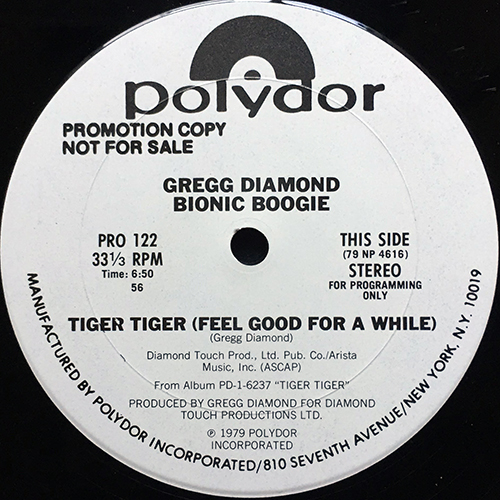 polydor
PROMOTION COPY
NOT FOR SALE
GREGG DIAMOND
BIONIC BOOGIE
PRO 122
33⅓ RPM
Time: 6:50
56
THIS SIDE
(79 NP 4616)
STEREO
FOR PROGRAMMING
ONLY
TIGER TIGER (FEEL GOOD FOR A WHILE)
(Gregg Diamond)
Diamond Touch Prod., Ltd. Pub. Co./Arista
Music, Inc. (ASCAP)
From Album PD-1-6237 "TIGER TIGER"
PRODUCED BY GREGG DIAMOND FOR DIAMOND
TOUCH PRODUCTIONS LTD.
℗ 1979 POLYDOR
INCORPORATED
MANUFACTURED BY POLYDOR INCORPORATED/810 SEVENTH AVENUE/NEW YORK, N.Y. 10019